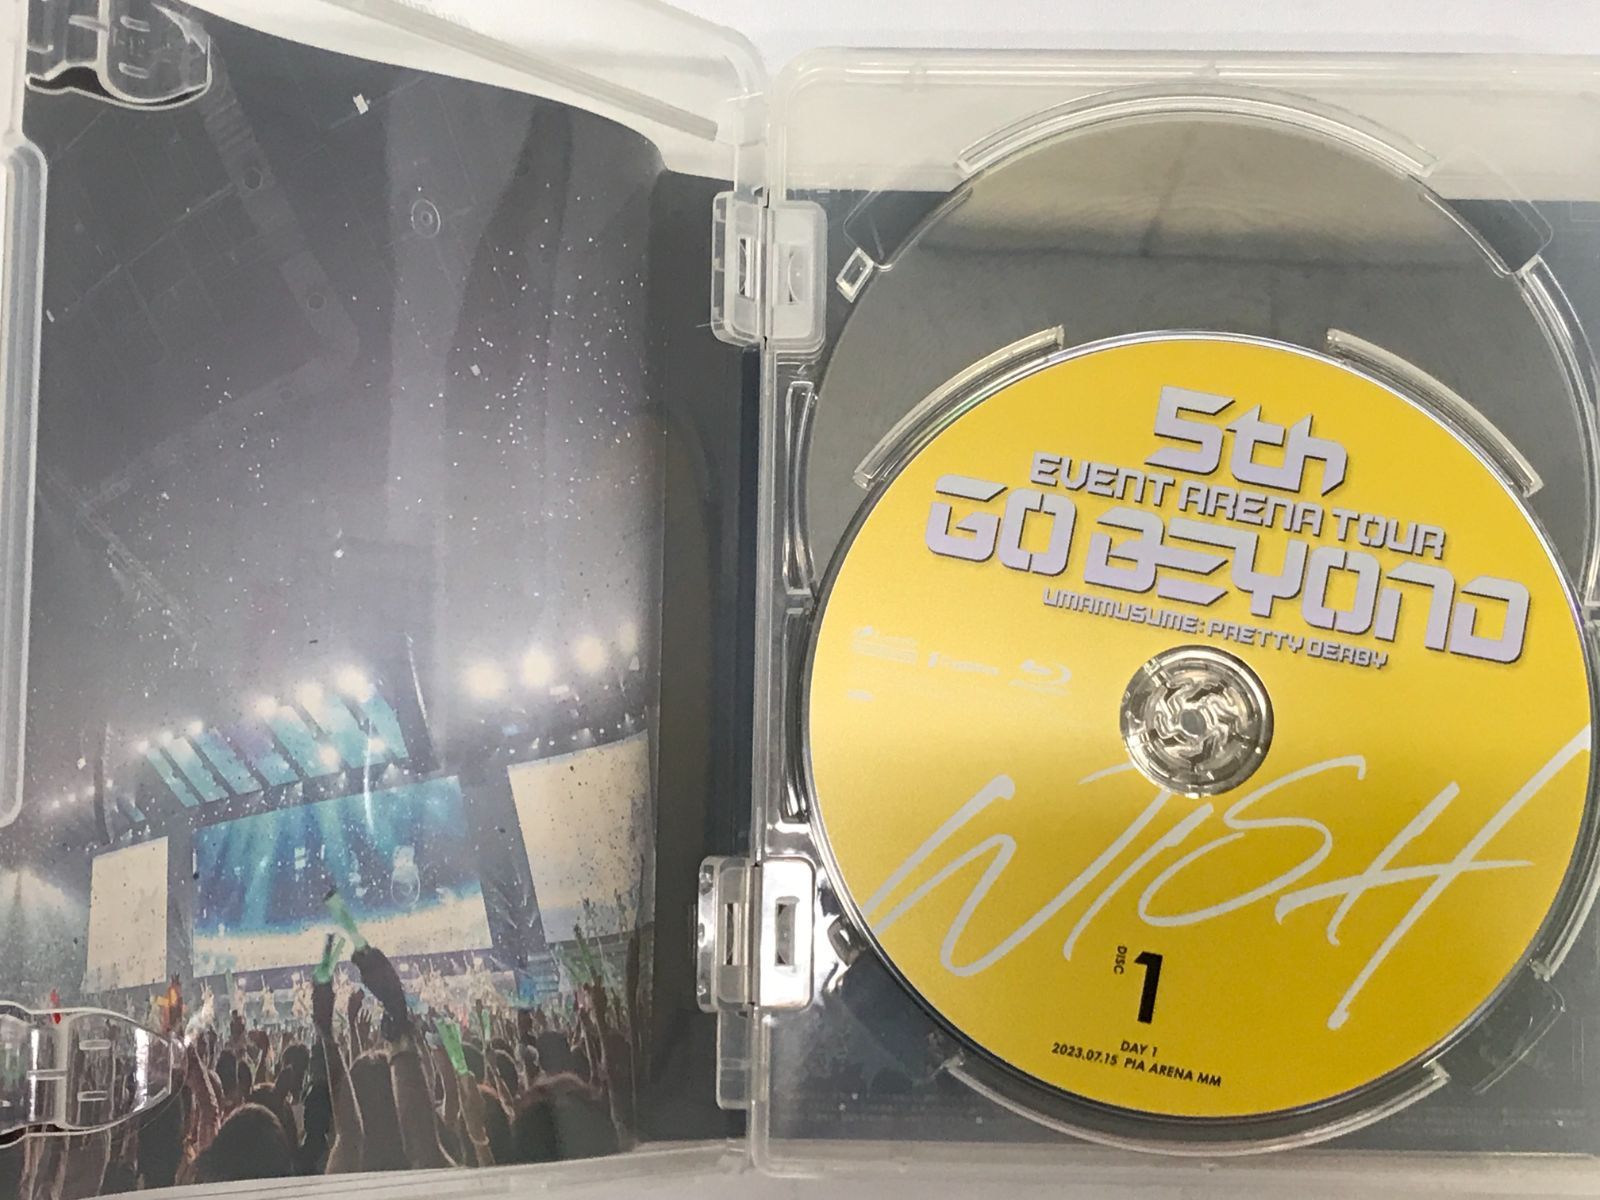 5th
EVENT ARENA TOUR
GO BEYOND
UMAMUSUME: PRETTY DERBY
WISH
DISC
1
DAY 1
2023.07.15 PIA ARENA MM